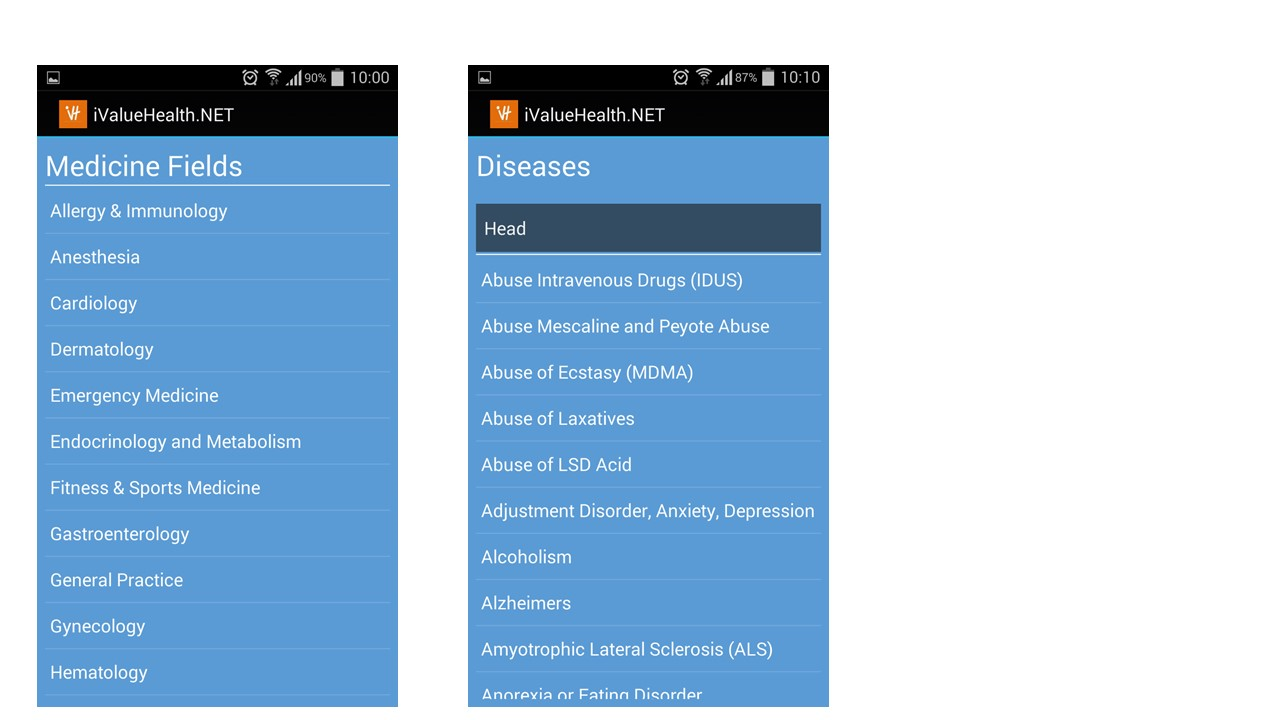 90% 10:00
iValueHealth.NET
Medicine Fields
Allergy & Immunology
Anesthesia
Cardiology
Dermatology
Emergency Medicine
Endocrinology and Metabolism
Fitness & Sports Medicine
Gastroenterology
General Practice
Gynecology
Hematology
87% 10:10
iValueHealth.NET
Diseases
Head
Abuse Intravenous Drugs (IDUS)
Abuse Mescaline and Peyote Abuse
Abuse of Ecstasy (MDMA)
Abuse of Laxatives
Abuse of LSD Acid
Adjustment Disorder, Anxiety, Depression
Alcoholism
Alzheimers
Amyotrophic Lateral Sclerosis (ALS)
Anorexia or Eating Disorder